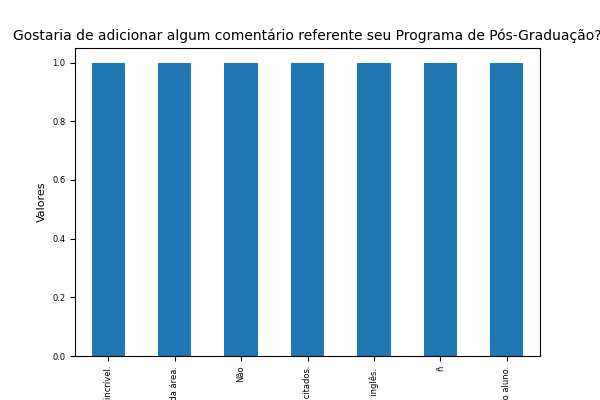 Gostaria de adicionar algum comentário referente seu Programa de Pós-Graduação?
Valores
1.0
0.8
0.6
0.4
0.2
0.0
incrível.
da área.
Não
citados.
inglês.
ñ
o aluno.